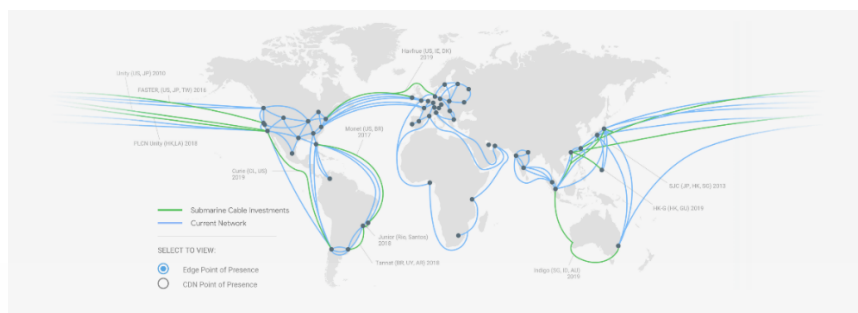 Havhue (US, IE, DK)
2019
Unity (US, JP) 2010
FASTER, (US, JP, TW) 2016
Monet (US, BR)
2017
PLCN Unity (HK,LA) 2018
Curie (CL, US)
2019
SJC (JP, HK, SG) 2013
HK-G (HK, GU) 2019
Submarine Cable Investments
Current Network
Junior (Rio, Santos)
2018
SELECT TO VIEW:
Tannat (BR, UY, AR) 2018
Edge Point of Presence
Indigo (SG, ID, AU)
2019
CDN Point of Presence